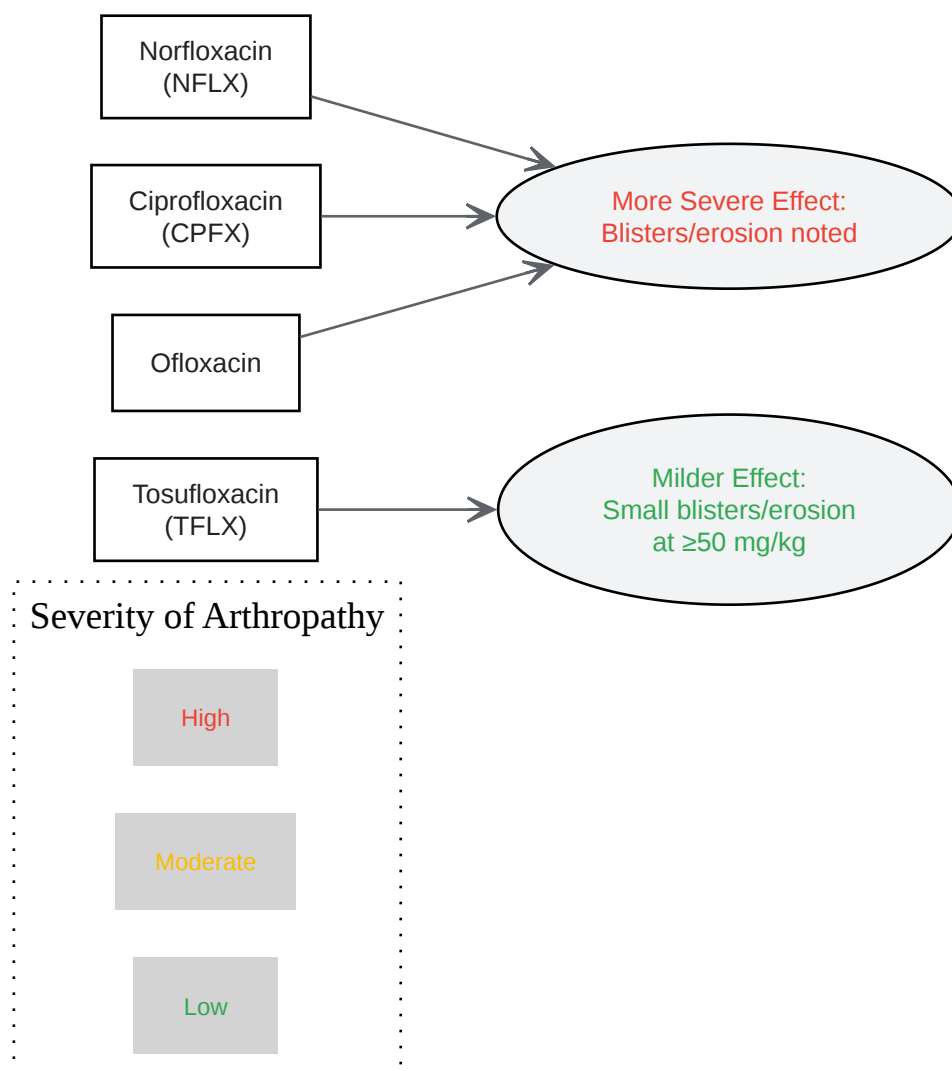 Norfloxacin
(NFLX)
More Severe Effect:
Blisters/erosion noted
Ciprofloxacin
(CPFX)
Ofloxacin
Tosufloxacin
(TFLX)
Milder Effect:
Small blisters/erosion
at ≥50 mg/kg
Severity of Arthropathy
High
Moderate
Low